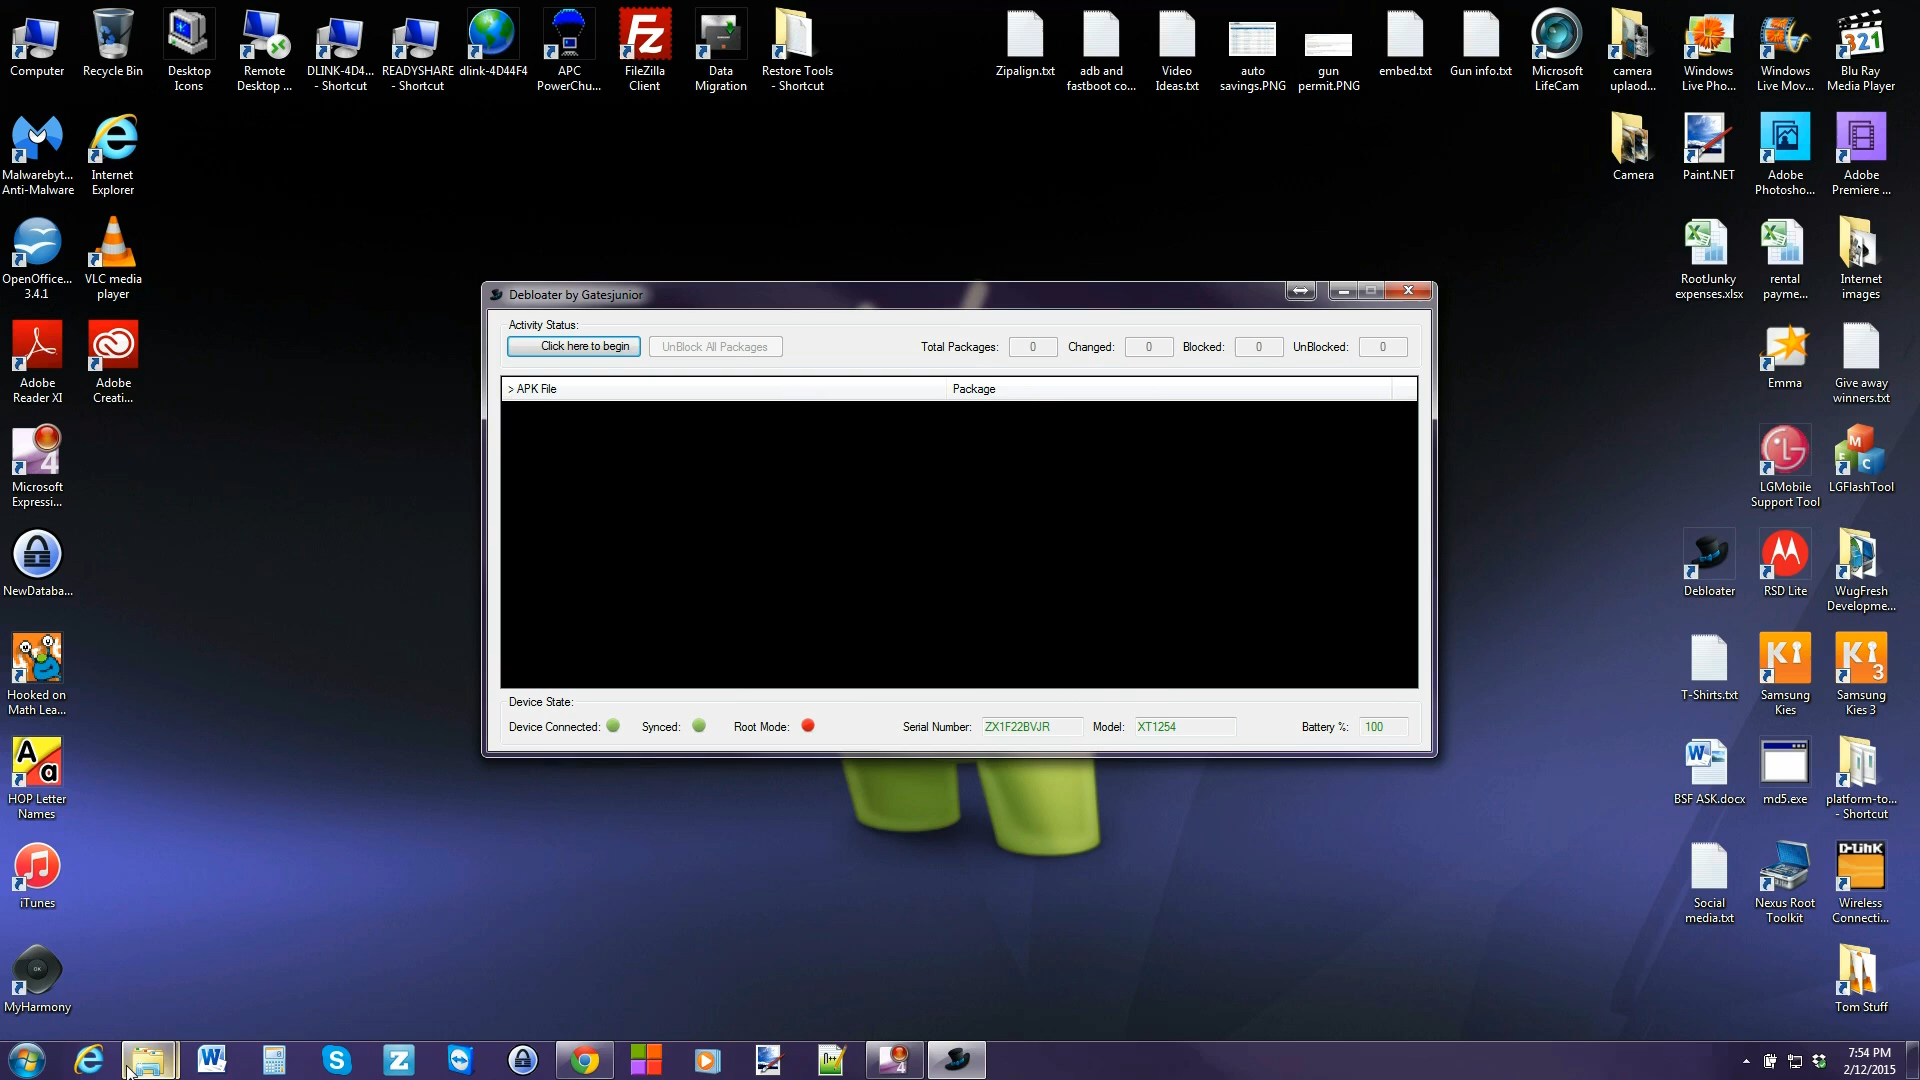 Computer
Recycle Bin
Desktop
Icons
Remote
Desktop ...
DLINK-4D4...
- Shortcut
READYSHARE
- Shortcut
dlink-4D44F4
APC
PowerChu...
FileZilla
Client
Data
Migration
Restore Tools
- Shortcut
Zipalign.txt
adb and
fastboot co...
Video
Ideas.txt
auto
savings.PNG
gun
permit.PNG
embed.txt
Gun info.txt
Microsoft
LifeCam
camera
uplaod...
Windows
Live Pho...
Windows
Live Mov...
321
Blu Ray
Media Player
Malwarebyt...
Anti-Malware
Internet
Explorer
Camera
Paint.NET
Adobe
Photosho...
Adobe
Premiere ...
OpenOffice...
3.4.1
VLC media
player
RootJunky
expenses.xlsx
rental
payme...
Internet
images
Adobe
Reader XI
Adobe
Creati...
Emma
Give away
winners.txt
Microsoft
Expressi...
LGMobile
Support Tool
LGFlashTool
NewDataba...
Debloater
RSD Lite
WugFresh
Developme...
Hooked on
Math Lea...
T-Shirts.txt
Samsung
Kies
Samsung
Kies 3
HOP Letter
Names
BSF ASK.docx
md5.exe
platform-to...
- Shortcut
iTunes
Social
media.txt
Nexus Root
Toolkit
D-Link
Wireless
Connecti...
MyHarmony
Tom Stuff
Debloater by Gatesjunior
Activity Status:
Click here to begin
UnBlock All Packages
Total Packages: 0
Changed: 0
Blocked: 0
UnBlocked: 0
> APK File
Package
Device State:
Device Connected:
Synced:
Root Mode:
Serial Number: ZX1F22BVJR
Model: XT1254
Battery %: 100
7:54 PM
2/12/2015